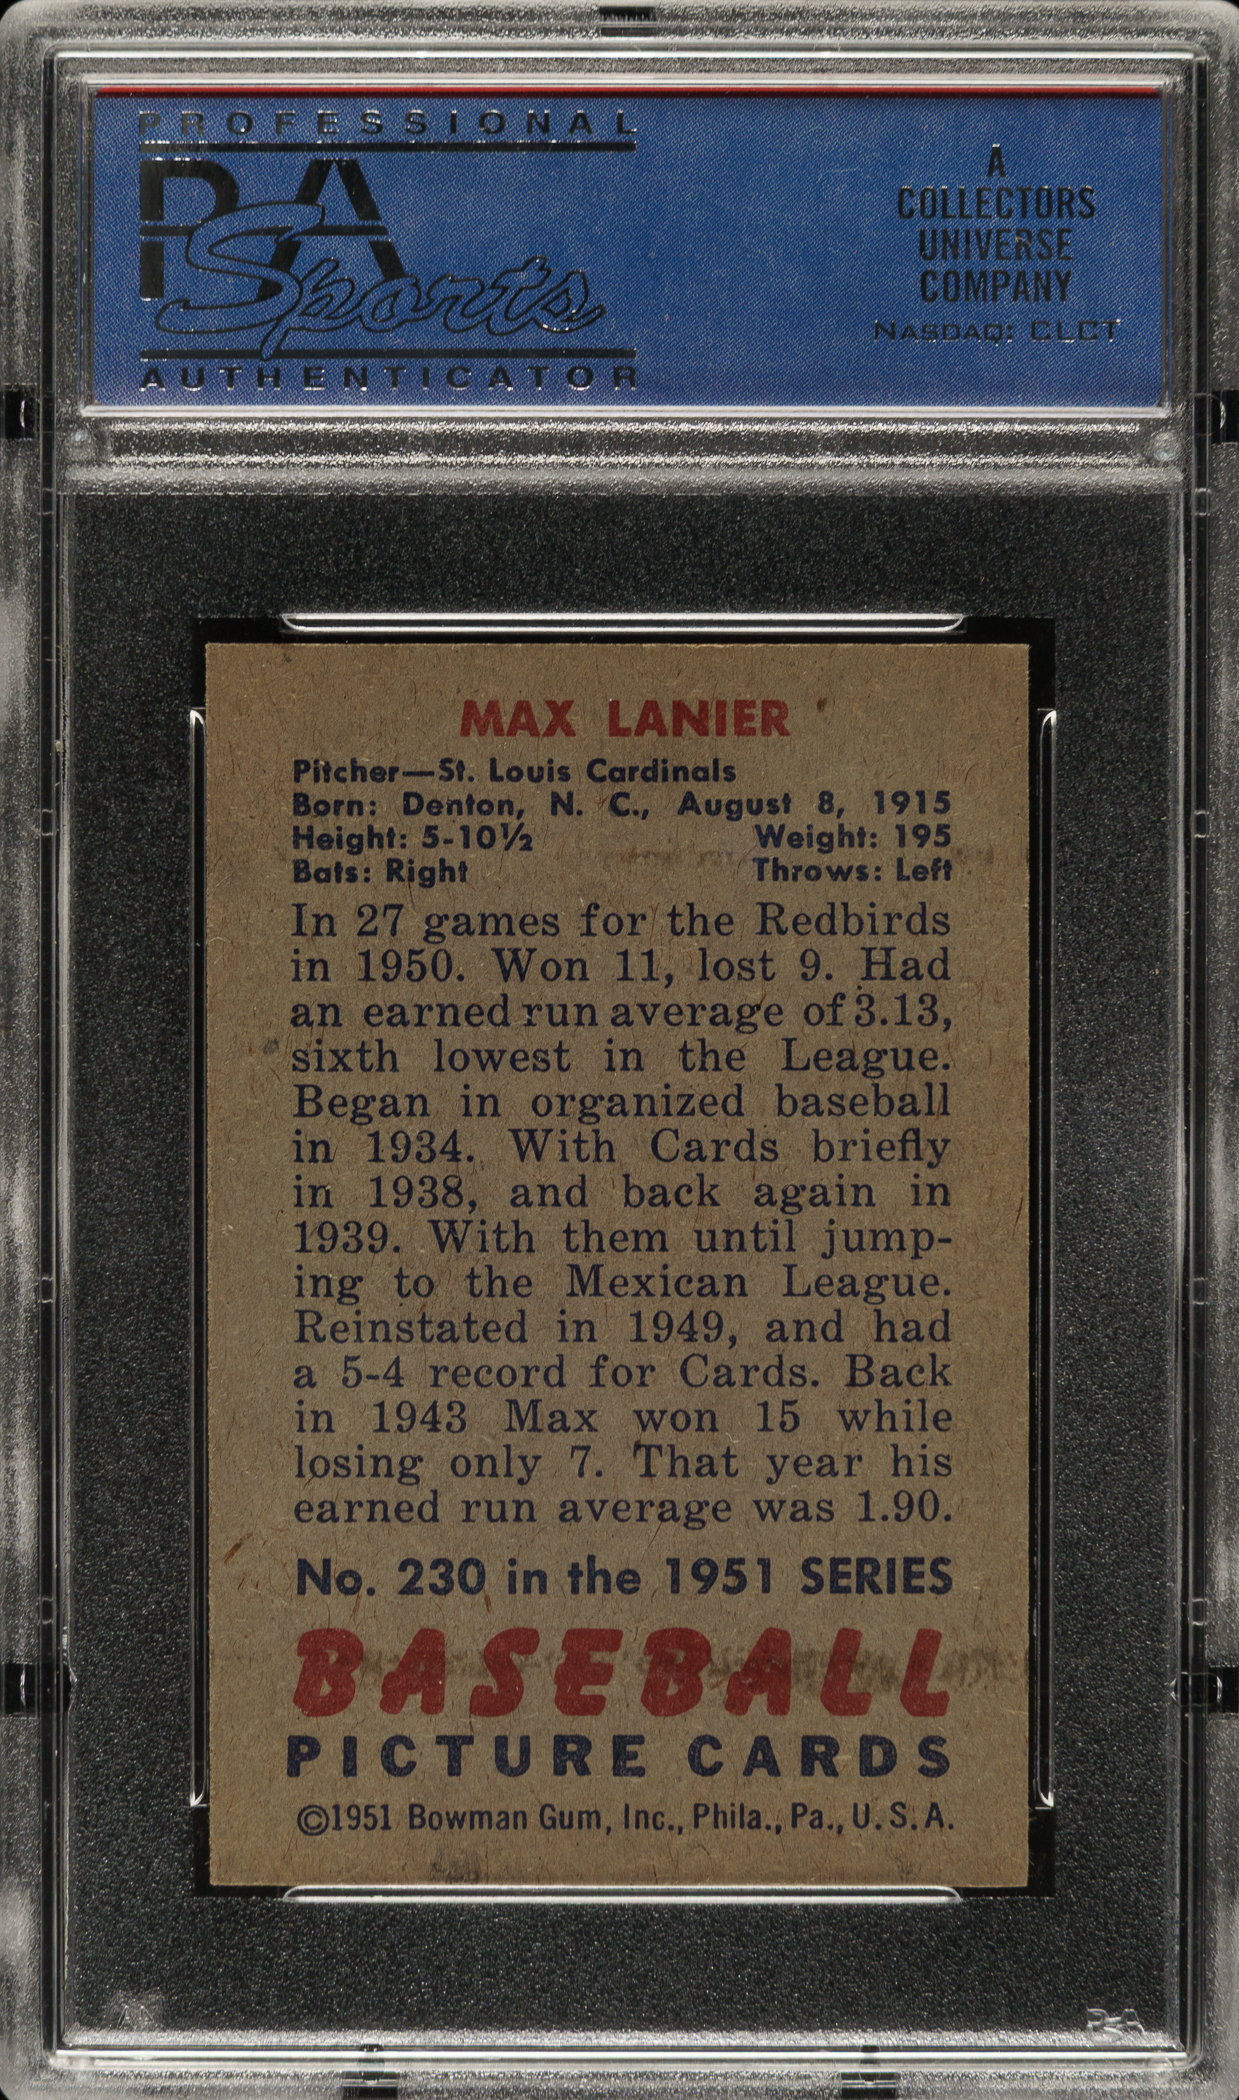 PROFESSIONAL
PSA
Sports
AUTHENTICATOR
A
COLLECTORS
UNIVERSE
COMPANY
NASDAQ: CLCT
MAX LANIER
Pitcher—St. Louis Cardinals
Born: Denton, N. C., August 8, 1915
Height: 5-10½ Weight: 195
Bats: Right Throws: Left
In 27 games for the Redbirds
in 1950. Won 11, lost 9. Had
an earned run average of 3.13,
sixth lowest in the League.
Began in organized baseball
in 1934. With Cards briefly
in 1938, and back again in
1939. With them until jump-
ing to the Mexican League.
Reinstated in 1949, and had
a 5-4 record for Cards. Back
in 1943 Max won 15 while
losing only 7. That year his
earned run average was 1.90.
No. 230 in the 1951 SERIES
BASEBALL
PICTURE CARDS
©1951 Bowman Gum, Inc., Phila., Pa., U. S. A.
PSA